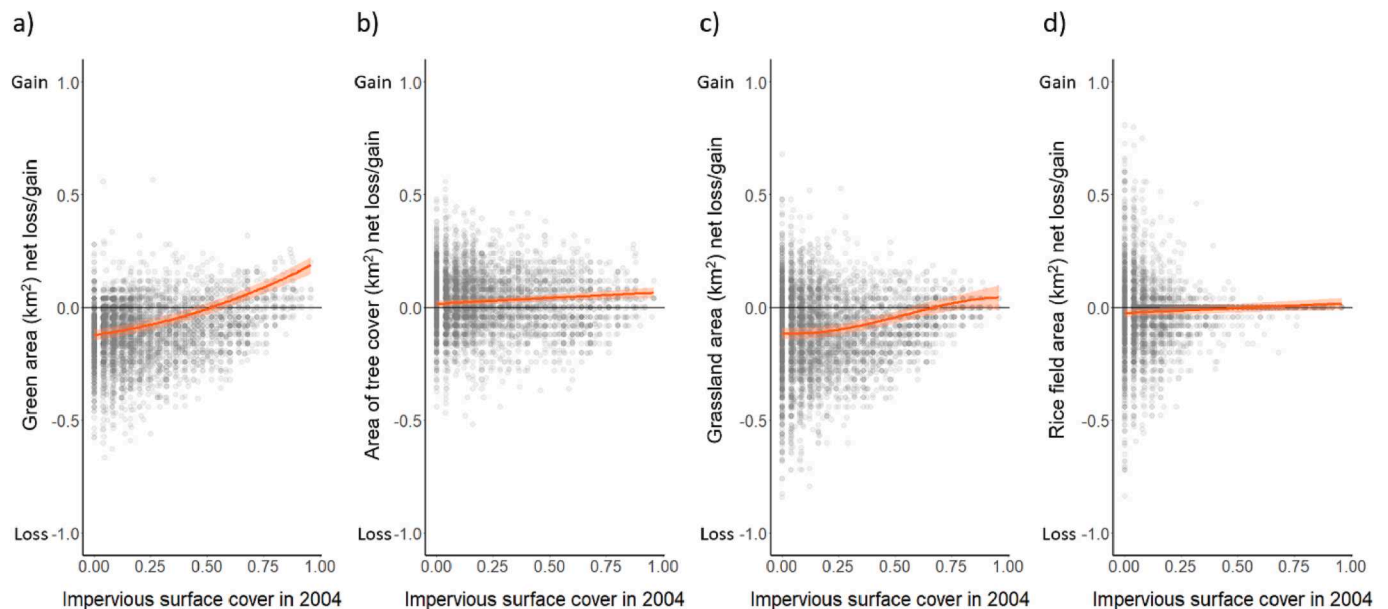 a)
Gain 1.0
0.5
0.0
-0.5
Loss -1.0
Green area (km²) net loss/gain
0.00 0.25 0.50 0.75 1.00
Impervious surface cover in 2004
b)
Gain 1.0
0.5
0.0
-0.5
Loss -1.0
Area of tree cover (km²) net loss/gain
0.00 0.25 0.50 0.75 1.00
Impervious surface cover in 2004
c)
Gain 1.0
0.5
0.0
-0.5
Loss -1.0
Grassland area (km²) net loss/gain
0.00 0.25 0.50 0.75 1.00
Impervious surface cover in 2004
d)
Gain 1.0
0.5
0.0
-0.5
Loss -1.0
Rice field area (km²) net loss/gain
0.00 0.25 0.50 0.75 1.00
Impervious surface cover in 2004